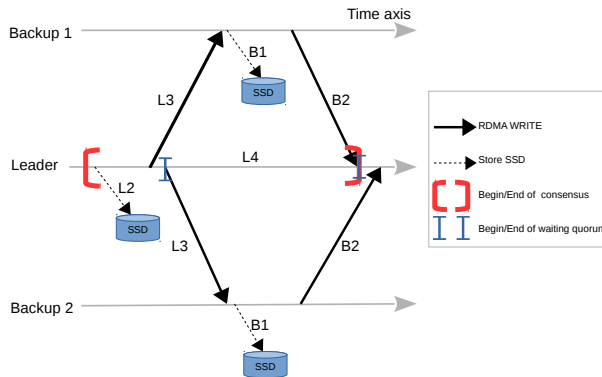 Time axis
Backup 1
B1
SSD
L3
B2
RDMA WRITE
Store SSD
Leader
L4
L2
Begin/End of consensus
SSD
Begin/End of waiting quorum
L3
B2
Backup 2
B1
SSD